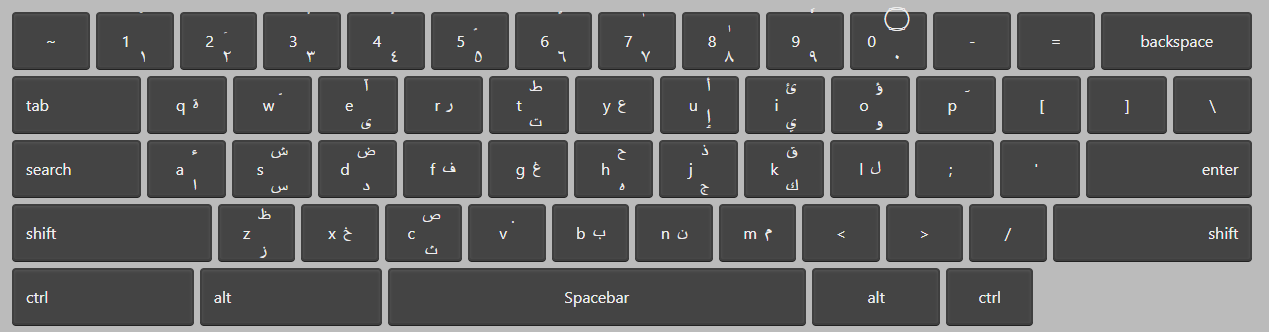 ~ 1 ١ 2 ٢ 3 ٣ 4 ٤ 5 ٥ 6 ٦ 7 ٧ 8 ٨ 9 ٩ 0 ٠ - = backspace
tab q ة w e آ ى r ر t ط ت y ع u أ إ i ئ ي o ؤ و p [ ] \
search a ء ا s ش س d ض د f ف g غ h ح ه j ذ ج k ق ك l ل ; ' enter
shift z ظ ز x خ c ص ث v b ب n ن m م < > / shift
ctrl alt Spacebar alt ctrl